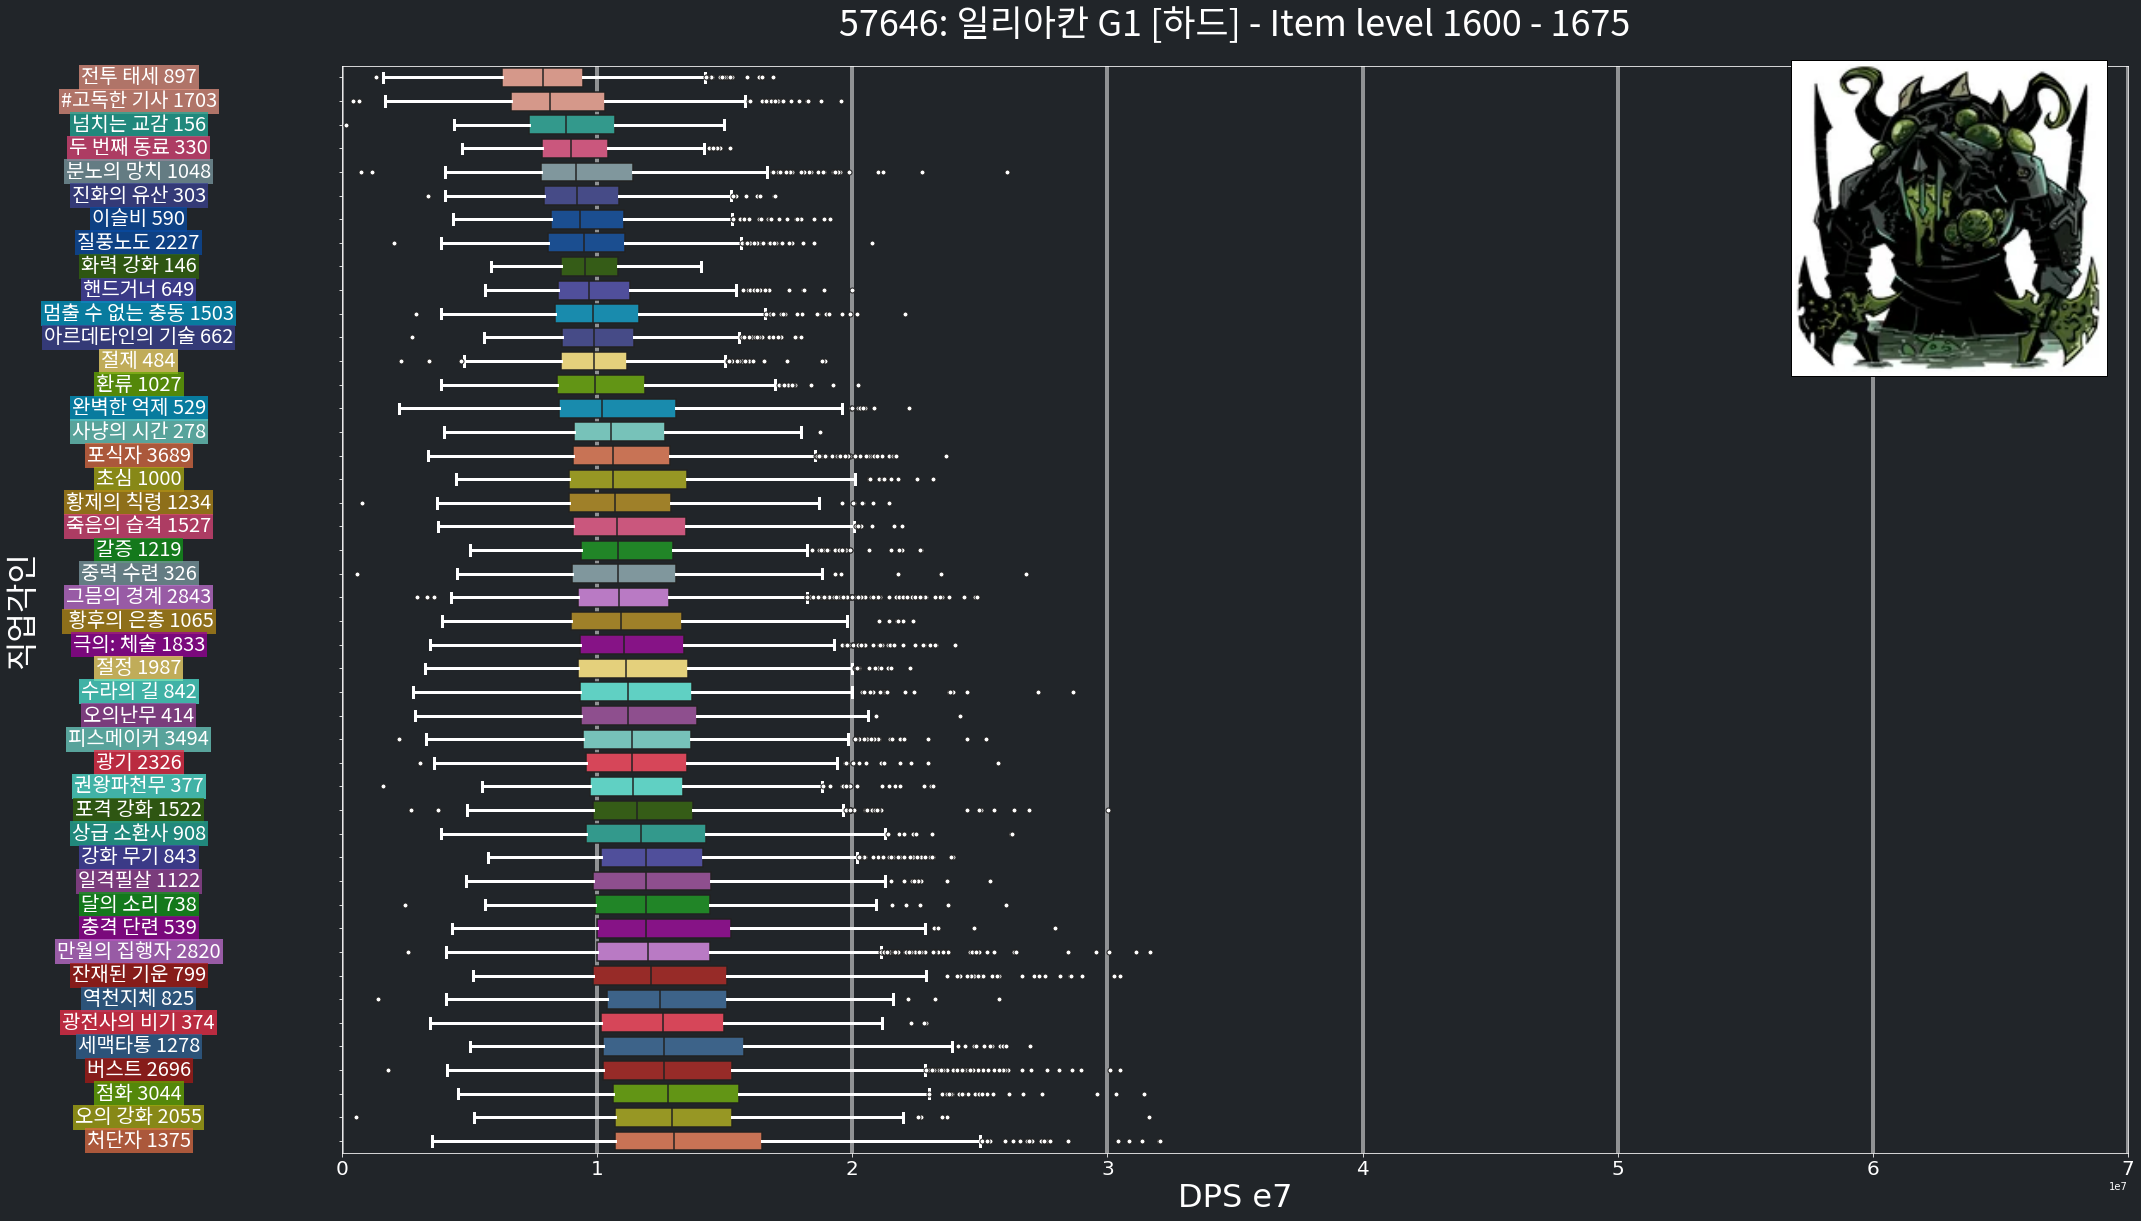 57646: 일리아칸 G1 [하드] - Item level 1600 - 1675
직업각인
전투 태세 897
#고독한 기사 1703
넘치는 교감 156
두 번째 동료 330
분노의 망치 1048
진화의 유산 303
이슬비 590
질풍노도 2227
화력 강화 146
핸드거너 649
멈출 수 없는 충동 1503
아르데타인의 기술 662
절제 484
환류 1027
완벽한 억제 529
사냥의 시간 278
포식자 3689
초심 1000
황제의 칙령 1234
죽음의 습격 1527
갈증 1219
중력 수련 326
그믐의 경계 2843
황후의 은총 1065
극의: 체술 1833
절정 1987
수라의 길 842
오의난무 414
피스메이커 3494
광기 2326
권왕파천무 377
포격 강화 1522
상급 소환사 908
강화 무기 843
일격필살 1122
달의 소리 738
충격 단련 539
만월의 집행자 2820
잔재된 기운 799
역천지체 825
광전사의 비기 374
세맥타통 1278
버스트 2696
점화 3044
오의 강화 2055
처단자 1375
0 1 2 3 4 5 6 7
DPS e7
1e7